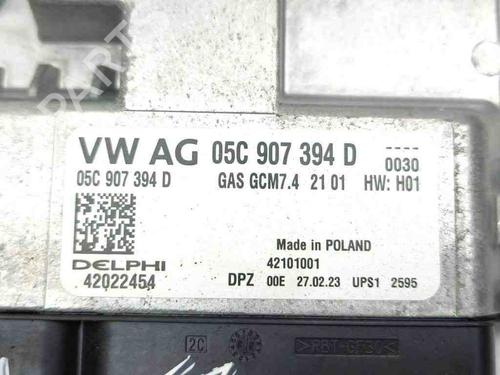 VW AG 05C 907 394 D
0030
05C 907 394 D GAS GCM7.4 21 01 HW: H01
Made in POLAND
DELPHI 42101001
42022454 DPZ 00E 27.02.23 UPS1 2595
2C